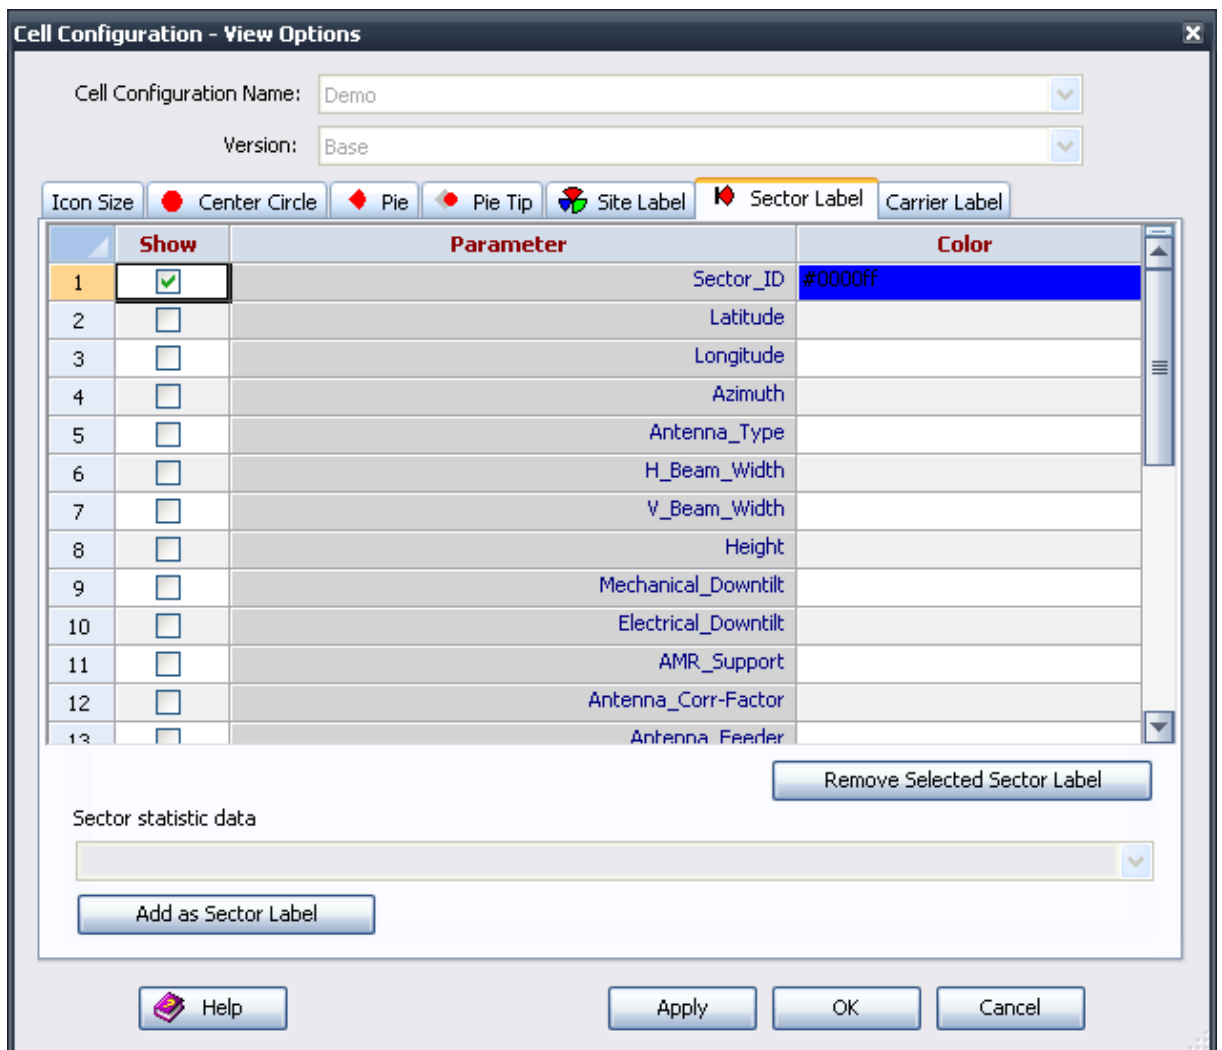 Cell Configuration - View Options
Cell Configuration Name: Demo
Version: Base
Icon Size Center Circle Pie Pie Tip Site Label Sector Label Carrier Label
Show Parameter Color
1 Sector_ID #0000ff
2 Latitude
3 Longitude
4 Azimuth
5 Antenna_Type
6 H_Beam_Width
7 V_Beam_Width
8 Height
9 Mechanical_Downtilt
10 Electrical_Downtilt
11 AMR_Support
12 Antenna_Corr-Factor
13 Antenna_Feeder
Remove Selected Sector Label
Sector statistic data
Add as Sector Label
Help Apply OK Cancel